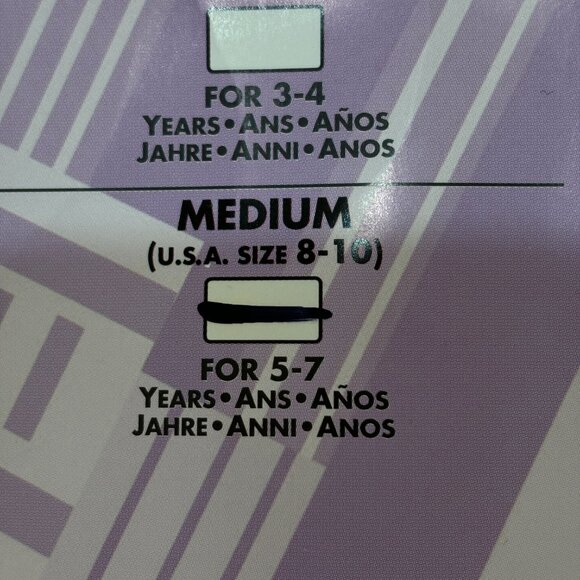 FOR 3-4
YEARS•ANS•AÑOS
JAHRE•ANNI•ANOS
MEDIUM
(U.S.A. SIZE 8-10)
FOR 5-7
YEARS•ANS•AÑOS
JAHRE•ANNI•ANOS